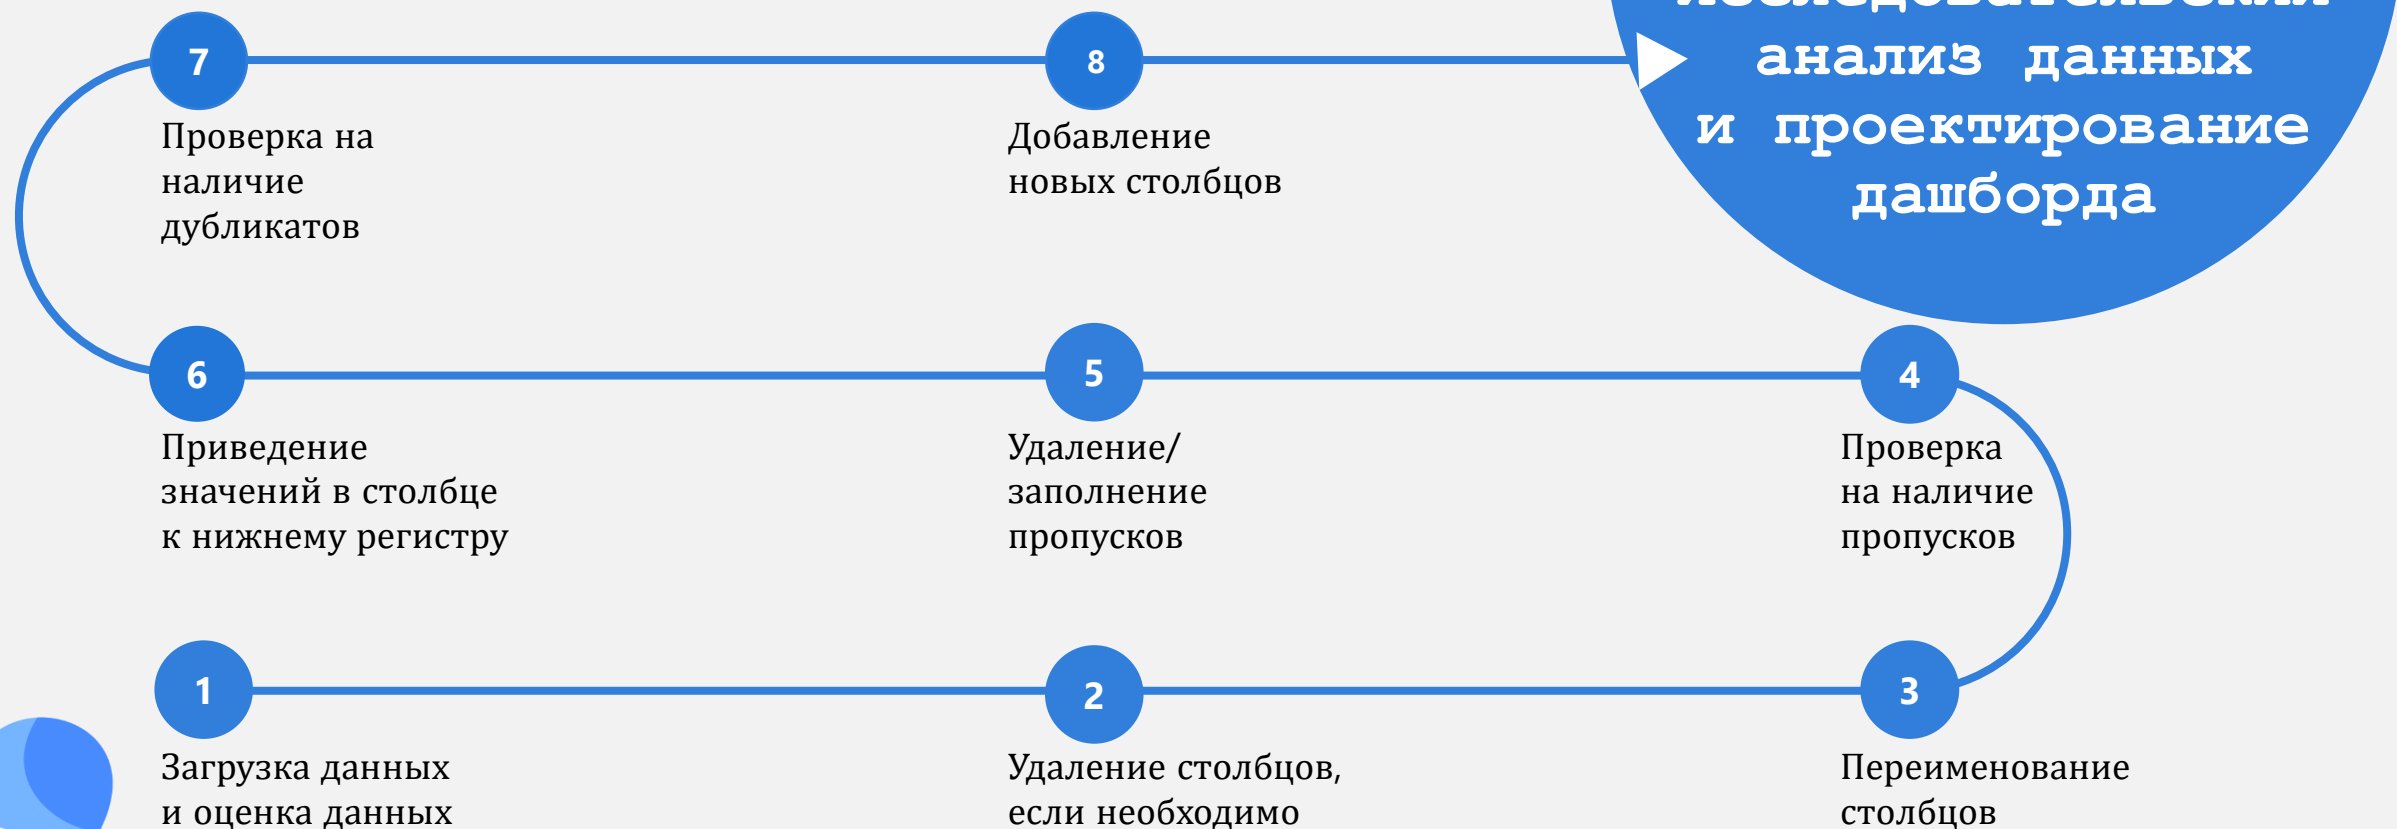 исследовательский
анализ данных
и проектирование
дашборда
7
Проверка на
наличие
дубликатов
8
Добавление
новых столбцов
6
Приведение
значений в столбце
к нижнему регистру
5
Удаление/
заполнение
пропусков
4
Проверка
на наличие
пропусков
1
Загрузка данных
и оценка данных
2
Удаление столбцов,
если необходимо
3
Переименование
столбцов